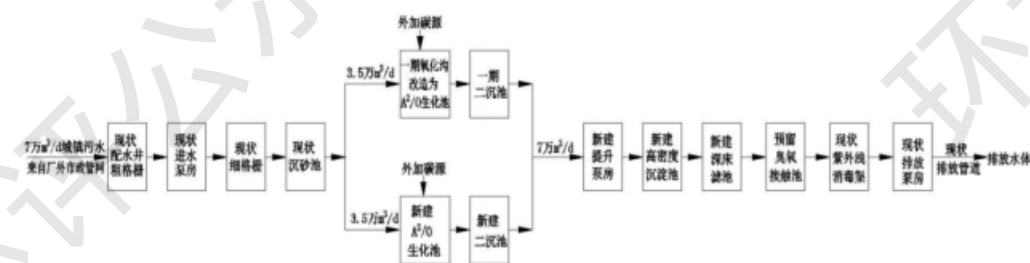 外加碳源
3.5万m³/d
一期氧化沟
改造为
A²/O生化池
一期
二沉池
7万m³/d城镇污水
来自厂外市政管网
现状
配水井
粗格栅
现状
进水
泵房
现状
细格栅
现状
沉砂池
7万m³/d
新建
提升
泵房
新建
高密度
沉淀池
新建
深床
滤池
预留
臭氧
接触池
现状
紫外线
消毒渠
现状
排放
泵房
现状
排放管道
排放水体
外加碳源
3.5万m³/d
新建
A²/O
生化池
新建
二沉池
评公
环